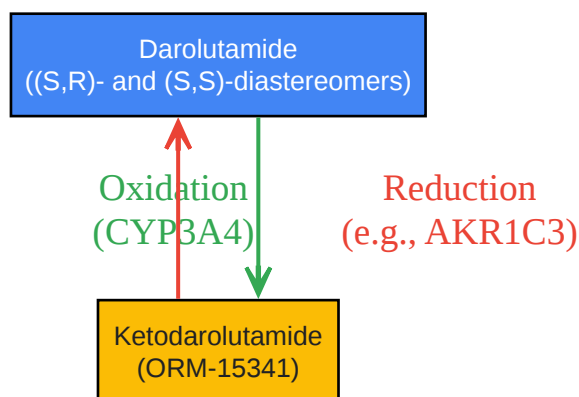 Darolutamide
((S,R)- and (S,S)-diastereomers)
Oxidation
(CYP3A4)
Reduction
(e.g., AKR1C3)
Ketodarolutamide
(ORM-15341)